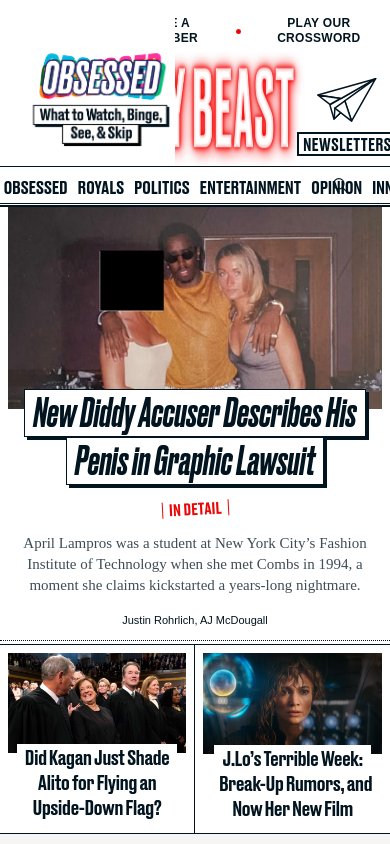 E A
BER
PLAY OUR
CROSSWORD
OBSESSED
What to Watch, Binge,
See, & Skip
Y BEAST
NEWSLETTERS
OBSESSED ROYALS POLITICS ENTERTAINMENT OPINION INN
New Diddy Accuser Describes His
Penis in Graphic Lawsuit
IN DETAIL
April Lampros was a student at New York City’s Fashion
Institute of Technology when she met Combs in 1994, a
moment she claims kickstarted a years-long nightmare.
Justin Rohrlich, AJ McDougall
Did Kagan Just Shade
Alito for Flying an
Upside-Down Flag?
J.Lo’s Terrible Week:
Break-Up Rumors, and
Now Her New Film